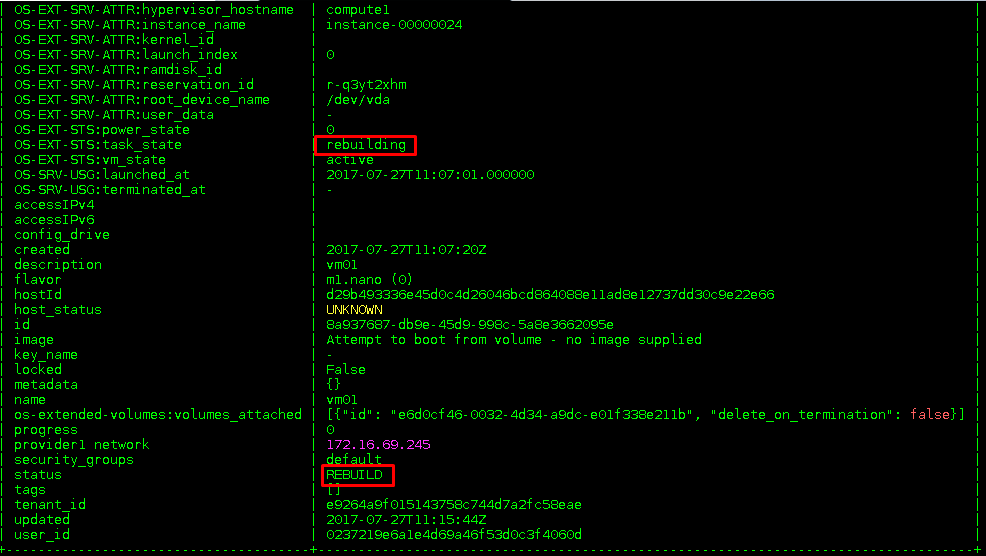 | OS-EXT-SRV-ATTR:hypervisor_hostname | compute1 |
| OS-EXT-SRV-ATTR:instance_name | instance-00000024 |
| OS-EXT-SRV-ATTR:kernel_id | |
| OS-EXT-SRV-ATTR:launch_index | 0 |
| OS-EXT-SRV-ATTR:ramdisk_id | |
| OS-EXT-SRV-ATTR:reservation_id | r-q3yt2xhm |
| OS-EXT-SRV-ATTR:root_device_name | /dev/vda |
| OS-EXT-SRV-ATTR:user_data | - |
| OS-EXT-STS:power_state | 0 |
| OS-EXT-STS:task_state | rebuilding |
| OS-EXT-STS:vm_state | active |
| OS-SRV-USG:launched_at | 2017-07-27T11:07:01.000000 |
| OS-SRV-USG:terminated_at | - |
| accessIPv4 | |
| accessIPv6 | |
| config_drive | |
| created | 2017-07-27T11:07:20Z |
| description | vm01 |
| flavor | m1.nano (0) |
| hostId | d29b493336e45d0c4d26046bcd864088e11ad8e12737dd30c9e22e66 |
| host_status | UNKNOWN |
| id | 8a937687-db9e-45d9-998c-5a8e3662095e |
| image | Attempt to boot from volume - no image supplied |
| key_name | - |
| locked | False |
| metadata | {} |
| name | vm01 |
| os-extended-volumes:volumes_attached | [{"id": "e6d0cf46-0032-4d34-a9dc-e01f338e211b", "delete_on_termination": false}] |
| progress | 0 |
| provider1 network | 172.16.69.245 |
| security_groups | default |
| status | REBUILD |
| tags | [] |
| tenant_id | e9264a9f015143758c744d7a2fc58eae |
| updated | 2017-07-27T11:15:44Z |
| user_id | 0237219e6a1e4d69a46f53d0c3f4060d |
+--------------------------------------+----------------------------------------------------------------------------------+